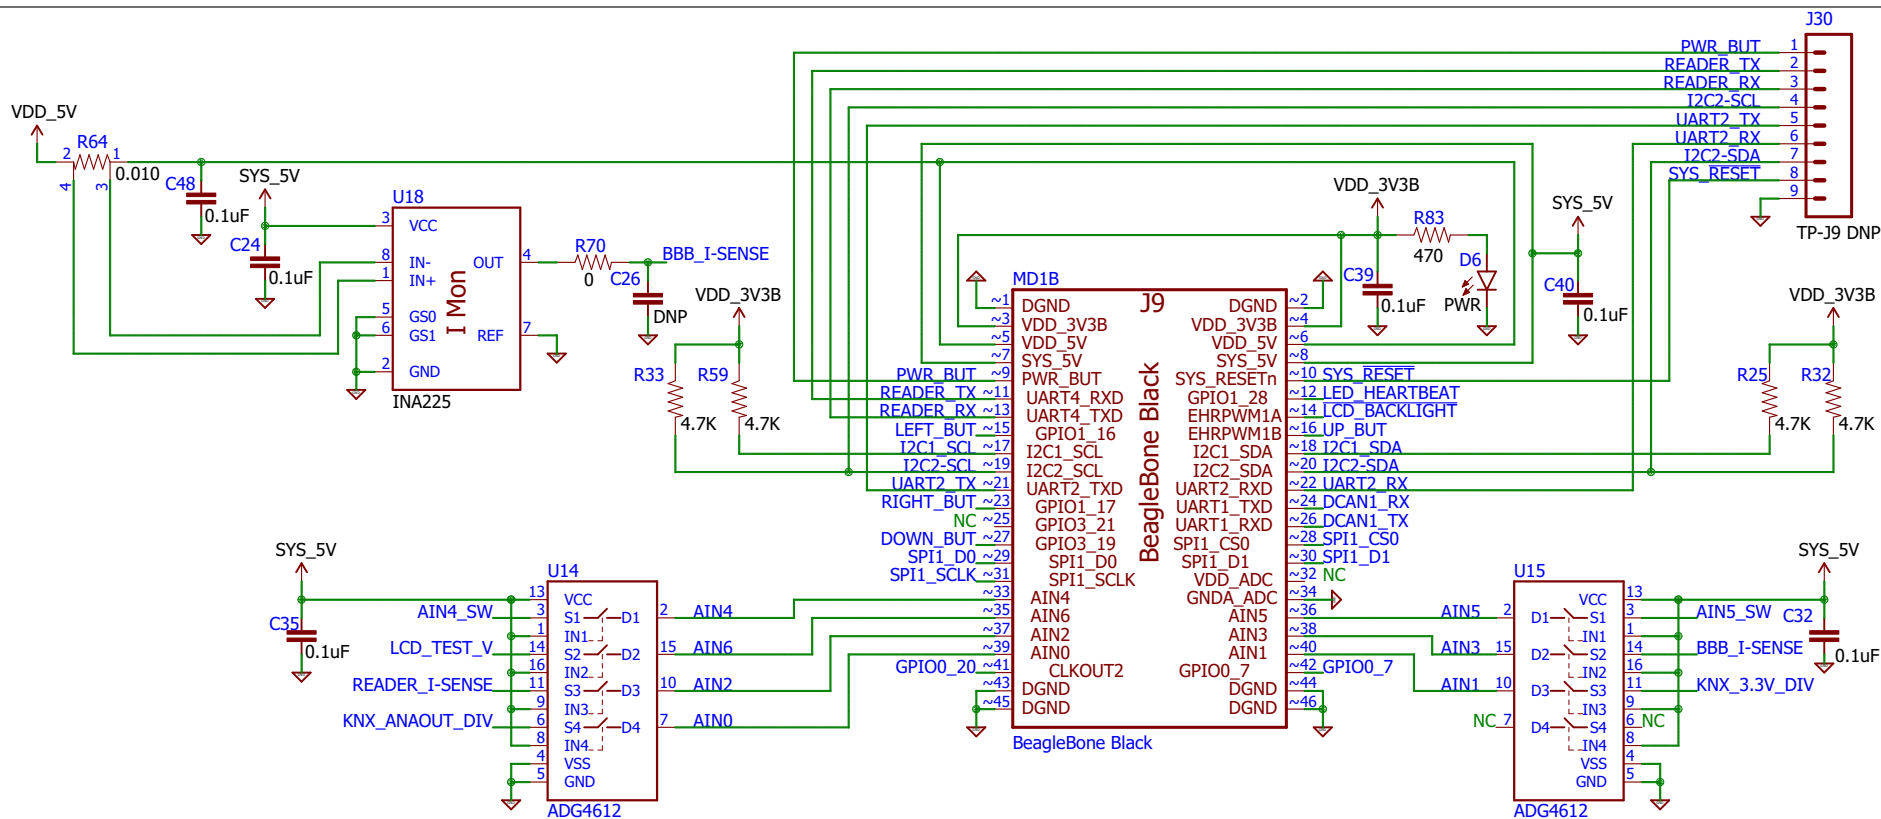 J30
PWR_BUT 1
READER_TX 2
READER_RX 3
I2C2-SCL 4
UART2_TX 5
UART2_RX 6
I2C2-SDA 7
SYS_RESET 8
9
TP-J9 DNP
VDD_5V
R64
2 1
0.010
4 3
C48
0.1uF
SYS_5V
C24
0.1uF
U18
3 VCC
8 IN-
1 IN+
5 GS0
6 GS1
2 GND
I Mon
OUT 4
REF 7
INA225
R70
0
C26
BBB_I-SENSE
DNP
VDD_3V3B
R33
4.7K
R59
4.7K
VDD_3V3B
R83
470
D6
PWR
C39
0.1uF
SYS_5V
C40
0.1uF
VDD_3V3B
R25
4.7K
R32
4.7K
MD1B
J9
BeagleBone Black
~1 DGND DGND ~2
~3 VDD_3V3B VDD_3V3B ~4
~5 VDD_5V VDD_5V ~6
~7 SYS_5V SYS_5V ~8
PWR_BUT ~9 PWR_BUT SYS_RESETn ~10 SYS_RESET
READER_TX ~11 UART4_RXD GPIO1_28 ~12 LED_HEARTBEAT
READER_RX ~13 UART4_TXD EHRPWM1A ~14 LCD_BACKLIGHT
LEFT_BUT ~15 GPIO1_16 EHRPWM1B ~16 UP_BUT
I2C1_SCL ~17 I2C1_SCL I2C1_SDA ~18 I2C1_SDA
I2C2-SCL ~19 I2C2_SCL I2C2_SDA ~20 I2C2-SDA
UART2_TX ~21 UART2_TXD UART2_RXD ~22 UART2_RX
RIGHT_BUT ~23 GPIO1_17 UART1_TXD ~24 DCAN1_RX
NC ~25 GPIO3_21 UART1_RXD ~26 DCAN1_TX
DOWN_BUT ~27 GPIO3_19 SPI1_CS0 ~28 SPI1_CS0
SPI1_D0 ~29 SPI1_D0 SPI1_D1 ~30 SPI1_D1
SPI1_SCLK ~31 SPI1_SCLK VDD_ADC ~32 NC
~33 AIN4 GNDA_ADC ~34
~35 AIN6 AIN5 ~36
~37 AIN2 AIN3 ~38
~39 AIN0 AIN1 ~40
GPIO0_20 ~41 CLKOUT2 GPIO0_7 ~42 GPIO0_7
~43 DGND DGND ~44
~45 DGND DGND ~46
BeagleBone Black
SYS_5V
C35
0.1uF
U14
13 VCC
AIN4_SW 3 S1 D1 2 AIN4
1 IN1
LCD_TEST_V 14 S2 D2 15 AIN6
16 IN2
READER_I-SENSE 11 S3 D3 10 AIN2
9 IN3
KNX_ANAOUT_DIV 6 S4 D4 7 AIN0
8 IN4
4 VSS
5 GND
ADG4612
SYS_5V
C32
0.1uF
U15
VCC 13
AIN5 2 D1 S1 3 AIN5_SW
IN1 1
AIN3 15 D2 S2 14 BBB_I-SENSE
IN2 16
AIN1 10 D3 S3 11 KNX_3.3V_DIV
IN3 9
NC 7 D4 S4 6 NC
IN4 8
VSS 4
GND 5
ADG4612